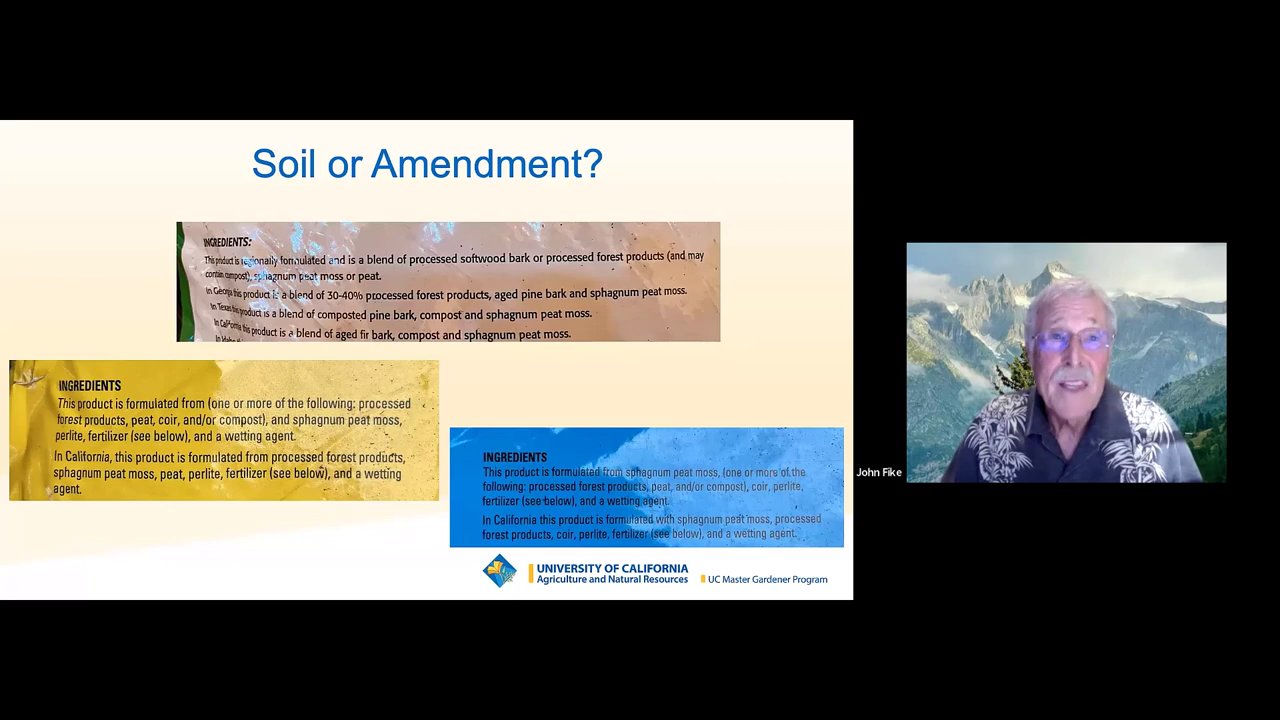 Soil or Amendment?
INGREDIENTS:
This product is regionally formulated and is a blend of processed softwood bark or processed forest products (and may
contain compost), sphagnum peat moss or peat.
In Georgia this product is a blend of 30-40% processed forest products, aged pine bark and sphagnum peat moss.
In Texas this product is a blend of composted pine bark, compost and sphagnum peat moss.
In California this product is a blend of aged fir bark, compost and sphagnum peat moss.
INGREDIENTS
This product is formulated from (one or more of the following: processed
forest products, peat, coir, and/or compost), and sphagnum peat moss,
perlite, fertilizer (see below), and a wetting agent.
In California, this product is formulated from processed forest products,
sphagnum peat moss, peat, perlite, fertilizer (see below), and a wetting
agent.
INGREDIENTS
This product is formulated from sphagnum peat moss, (one or more of the
following: processed forest products, peat, and/or compost), coir, perlite,
fertilizer (see below), and a wetting agent.
In California this product is formulated with sphagnum peat moss, processed
forest products, coir, perlite, fertilizer (see below), and a wetting agent.
UNIVERSITY OF CALIFORNIA
Agriculture and Natural Resources
UC Master Gardener Program
John Fike